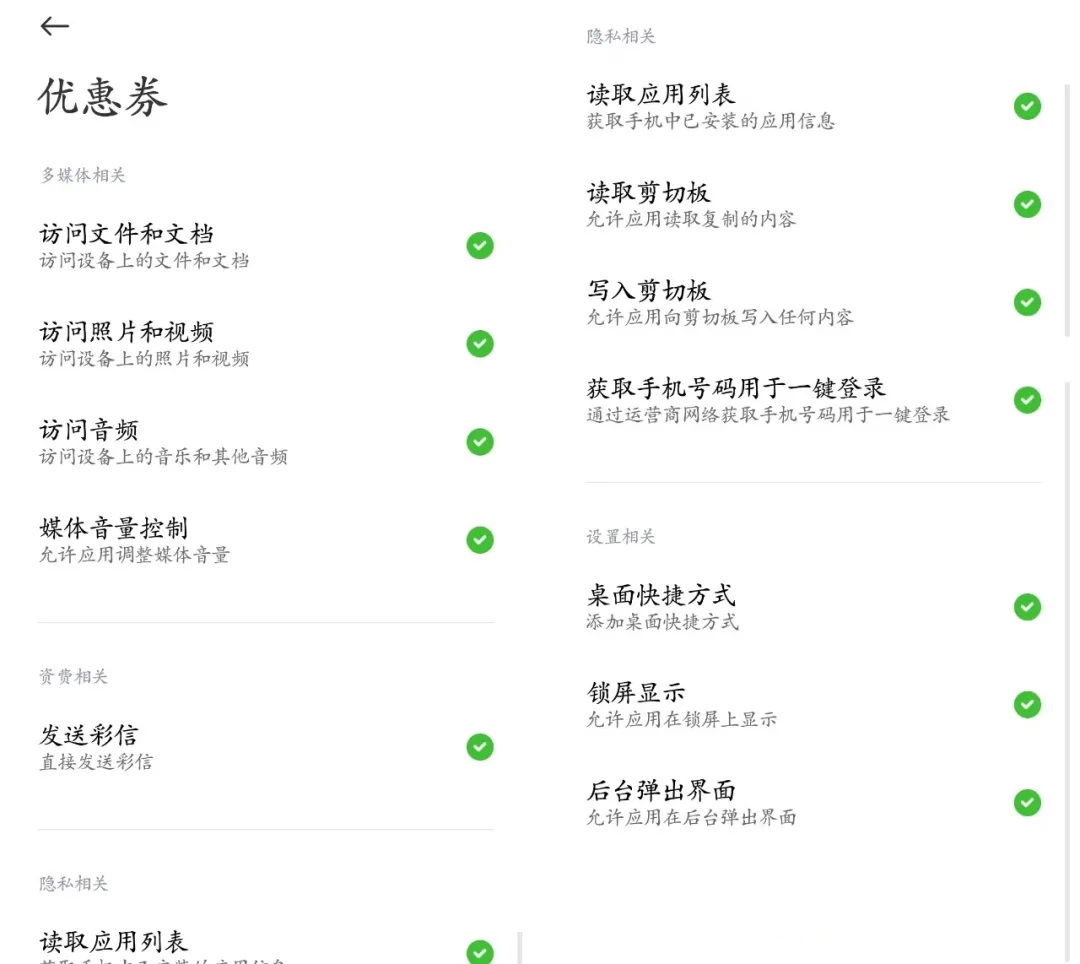 优惠券
多媒体相关
访问文件和文档
访问设备上的文件和文档
访问照片和视频
访问设备上的照片和视频
访问音频
访问设备上的音乐和其他音频
媒体音量控制
允许应用调整媒体音量
资费相关
发送彩信
直接发送彩信
隐私相关
读取应用列表
隐私相关
读取应用列表
获取手机中已安装的应用信息
读取剪切板
允许应用读取复制的内容
写入剪切板
允许应用向剪切板写入任何内容
获取手机号码用于一键登录
通过运营商网络获取手机号码用于一键登录
设置相关
桌面快捷方式
添加桌面快捷方式
锁屏显示
允许应用在锁屏上显示
后台弹出界面
允许应用在后台弹出界面